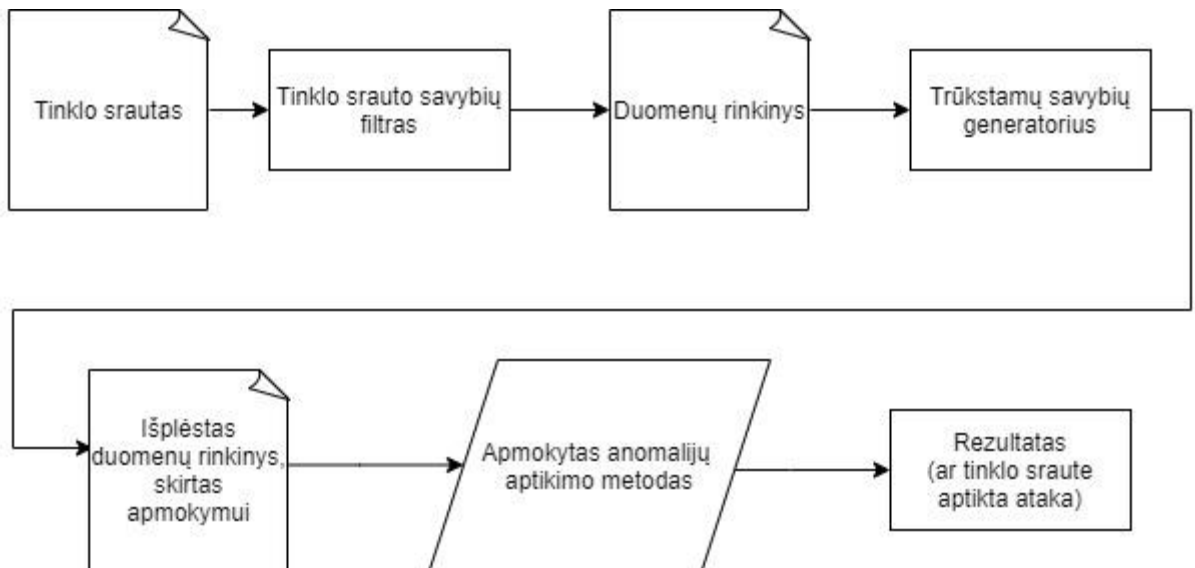 Tinklo srautas
Tinklo srauto savybių
filtras
Duomenų rinkinys
Trūkstamų savybių
generatorius
Išplėstas
duomenų rinkinys,
skirtas
apmokymui
Apmokytas anomalijų
aptikimo metodas
Rezultatas
(ar tinklo sraute
aptikta ataka)